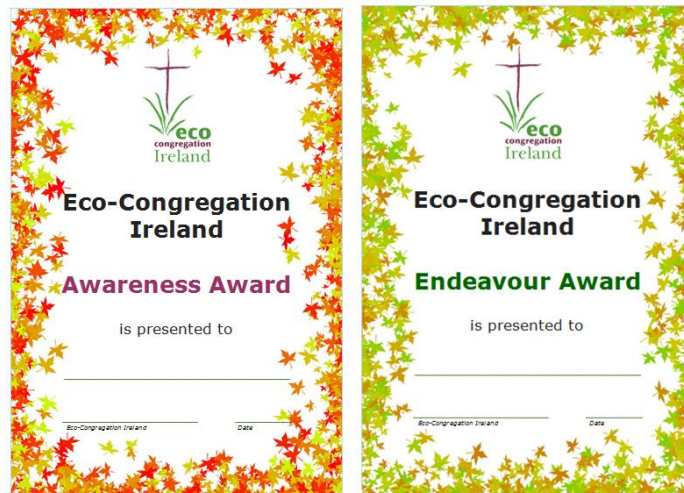 eco
congregation
Ireland
Eco-Congregation
Ireland
Awareness Award
is presented to
Eco-Congregation Ireland
Date
eco
congregation
Ireland
Eco-Congregation
Ireland
Endeavour Award
is presented to
Eco-Congregation Ireland
Date